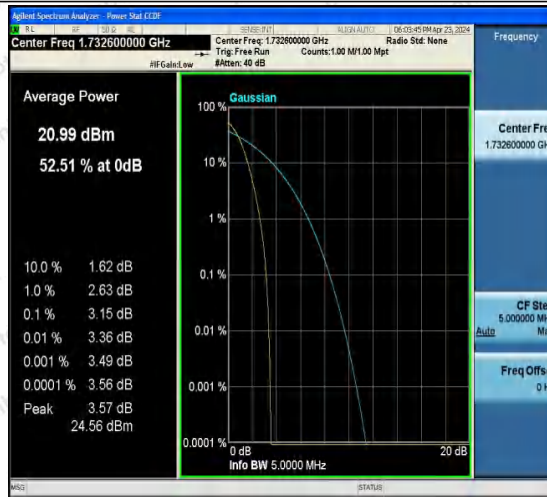 Agilent Spectrum Analyzer - Power Stat CCDF
RL RF 50 Ω AC SENSE:INT ALIGN AUTO 06:03:45 PM Apr 23, 2024
Center Freq 1.732600000 GHz
Center Freq: 1.732600000 GHz Radio Std: None
Trig: Free Run Counts:1.00 M/1.00 Mpt
#IFGain:Low #Atten: 40 dB
Frequency
Average Power
20.99 dBm
52.51 % at 0dB
10.0 % 1.62 dB
1.0 % 2.63 dB
0.1 % 3.15 dB
0.01 % 3.36 dB
0.001 % 3.49 dB
0.0001 % 3.56 dB
Peak 3.57 dB
24.56 dBm
Gaussian
100 %
10 %
1 %
0.1 %
0.01 %
0.001 %
0.0001 %
0 dB 20 dB
Info BW 5.0000 MHz
Center Fre
1.732600000 GH
CF Ste
5.000000 MH
Auto Ma
Freq Offs
0 H
MSG STATUS